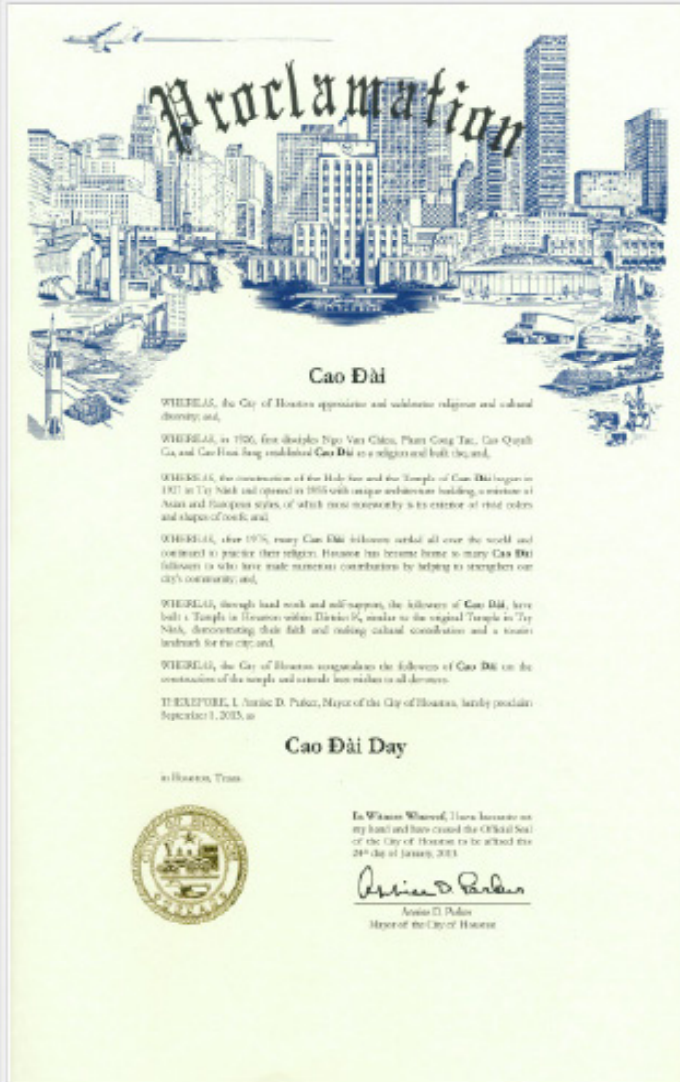 Proclamation
Cao Đài
WHEREAS, the City of Houston appreciates and celebrates religious and cultural
diversity; and,
WHEREAS, in 1926, first disciples Ngo Van Chieu, Pham Cong Tac, Cao Quynh
Cu, and Cao Hoai Sang established Cao Đài as a religion and built the; and,
WHEREAS, the construction of the Holy See and the Temple of Cao Đài began in
in Tay Ninh and opened in 1955 with unique architecture building, a mixture of
Asian and European styles, of which most noteworthy is its exterior of vivid colors
and shapes of roofs; and,
WHEREAS, after 1975, many Cao Đài followers settled all over the world and
continued to practice their religion. Houston has become home to many Cao Đài
followers to who have made numerous contributions by helping to strengthen our
city's community; and,
WHEREAS, through hard work and self-support, the followers of Cao Đài, have
built a Temple in Houston within District K, similar to the original Temple in Tay
Ninh, demonstrating their faith and making cultural contribution and a tourist
landmark for the city; and,
WHEREAS, the City of Houston congratulates the followers of Cao Đài on the
construction of the temple and extends best wishes to all devotees.
THEREFORE, I, Annise D. Parker, Mayor of the City of Houston, hereby proclaim
September 1, 2013, as
Cao Đài Day
in Houston, Texas.
In Witness Whereof, I have hereunto set
my hand and have caused the Official Seal
of the City of Houston to be affixed this
24th day of January, 2013.
Annise D. Parker
Annise D. Parker
Mayor of the City of Houston
CITY OF HOUSTON
TEXAS